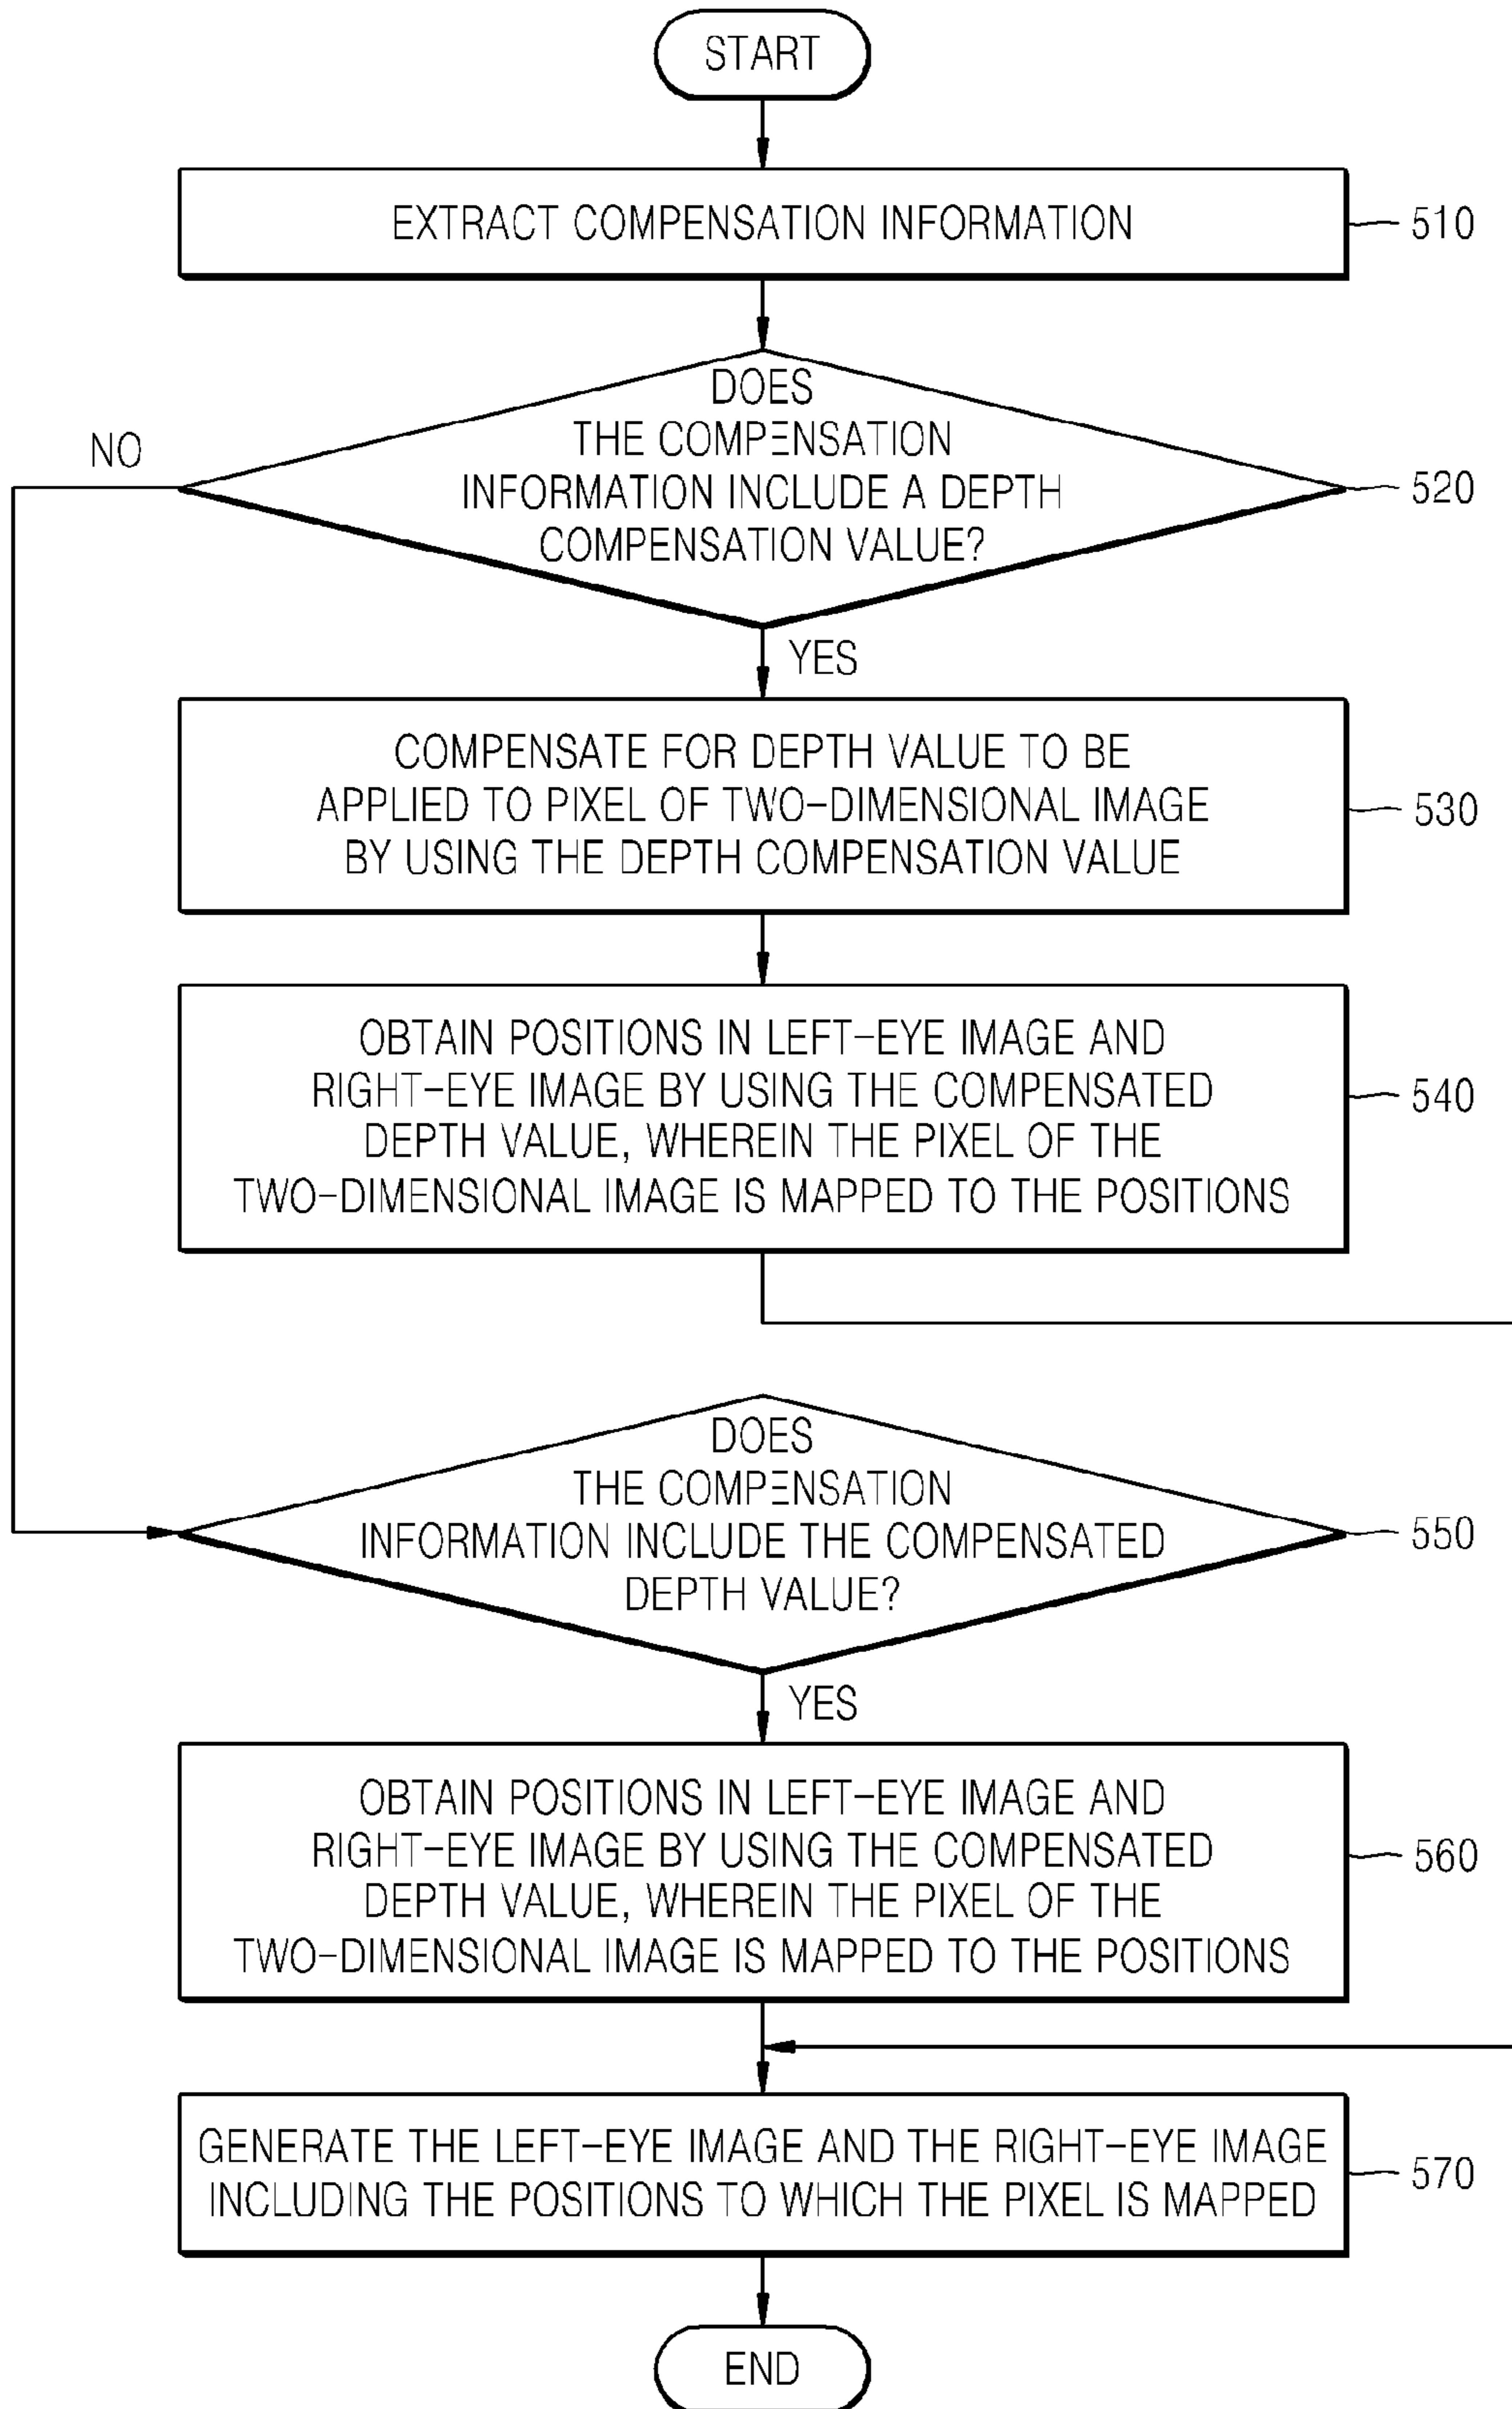 START
EXTRACT COMPENSATION INFORMATION
510
DOES
THE COMPENSATION
INFORMATION INCLUDE A DEPTH
COMPENSATION VALUE?
520
NO
YES
COMPENSATE FOR DEPTH VALUE TO BE
APPLIED TO PIXEL OF TWO-DIMENSIONAL IMAGE
BY USING THE DEPTH COMPENSATION VALUE
530
OBTAIN POSITIONS IN LEFT-EYE IMAGE AND
RIGHT-EYE IMAGE BY USING THE COMPENSATED
DEPTH VALUE, WHEREIN THE PIXEL OF THE
TWO-DIMENSIONAL IMAGE IS MAPPED TO THE POSITIONS
540
DOES
THE COMPENSATION
INFORMATION INCLUDE THE COMPENSATED
DEPTH VALUE?
550
YES
OBTAIN POSITIONS IN LEFT-EYE IMAGE AND
RIGHT-EYE IMAGE BY USING THE COMPENSATED
DEPTH VALUE, WHEREIN THE PIXEL OF THE
TWO-DIMENSIONAL IMAGE IS MAPPED TO THE POSITIONS
560
GENERATE THE LEFT-EYE IMAGE AND THE RIGHT-EYE IMAGE
INCLUDING THE POSITIONS TO WHICH THE PIXEL IS MAPPED
570
END